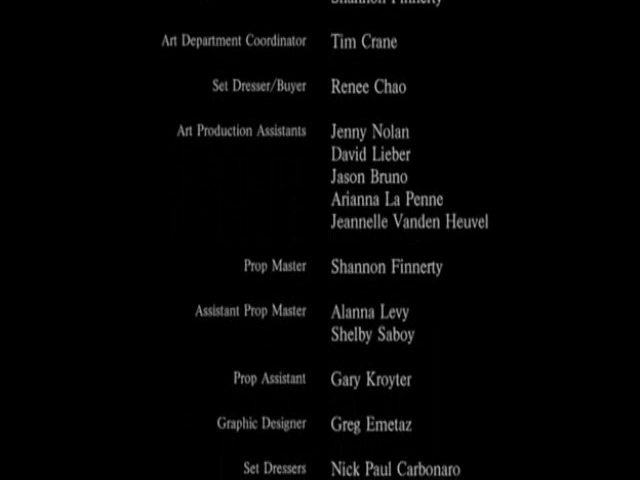 Shannon Finnerty
Art Department Coordinator Tim Crane
Set Dresser/Buyer Renee Chao
Art Production Assistants Jenny Nolan
David Lieber
Jason Bruno
Arianna La Penne
Jeannelle Vanden Heuvel
Prop Master Shannon Finnerty
Assistant Prop Master Alanna Levy
Shelby Saboy
Prop Assistant Gary Kroyter
Graphic Designer Greg Emetaz
Set Dressers Nick Paul Carbonaro